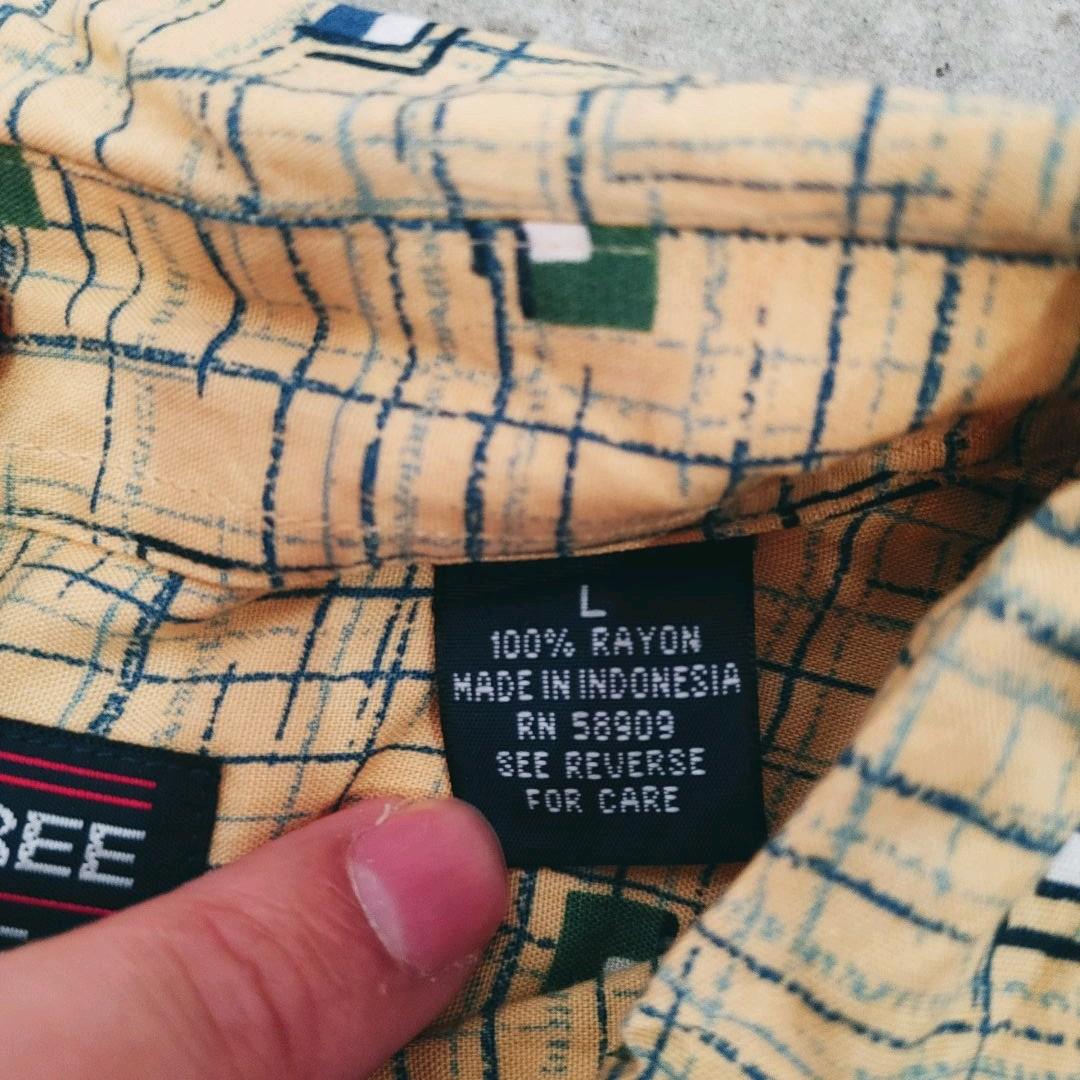 L
100% RAYON
MADE IN INDONESIA
RN 58909
SEE REVERSE
FOR CARE
BEE